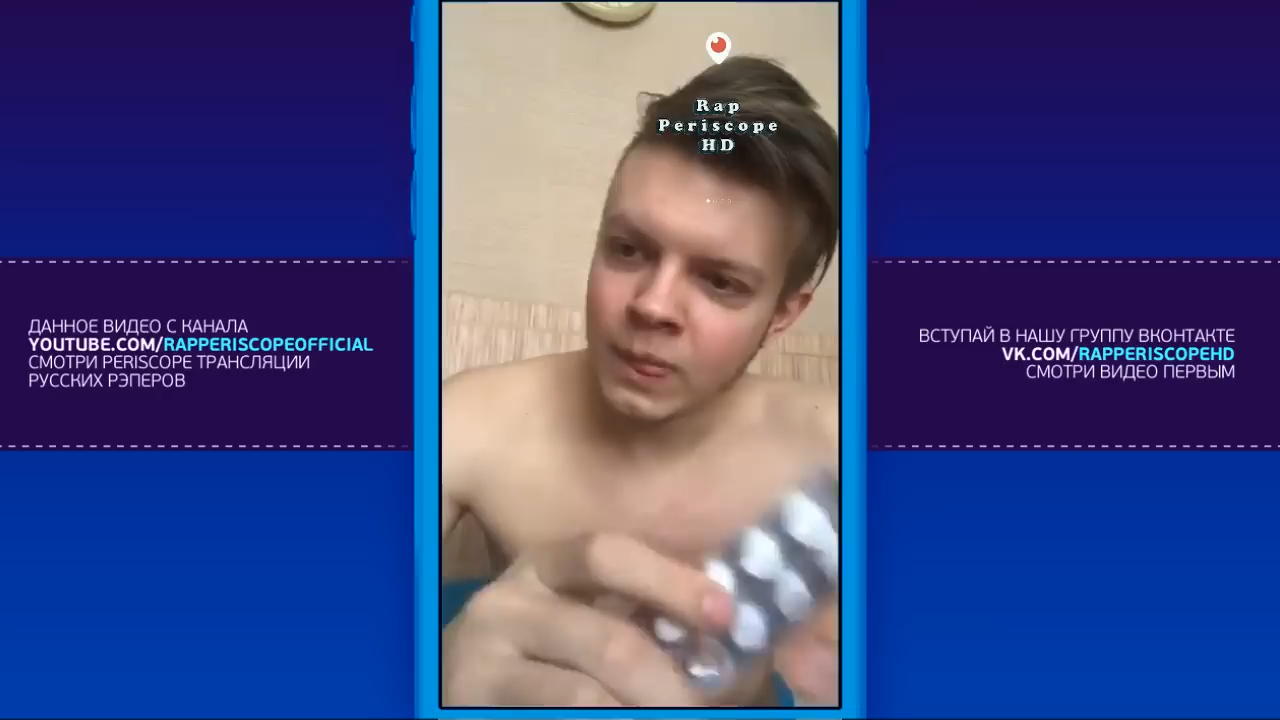 Rap
Periscope
HD
ДАННОЕ ВИДЕО С КАНАЛА
YOUTUBE.COM/RAPPERISCOPEOFFICIAL
СМОТРИ PERISCOPE ТРАНСЛЯЦИИ
РУССКИХ РЭПЕРОВ
ВСТУПАЙ В НАШУ ГРУППУ ВКОНТАКТЕ
VK.COM/RAPPERISCOPEHD
СМОТРИ ВИДЕО ПЕРВЫМ